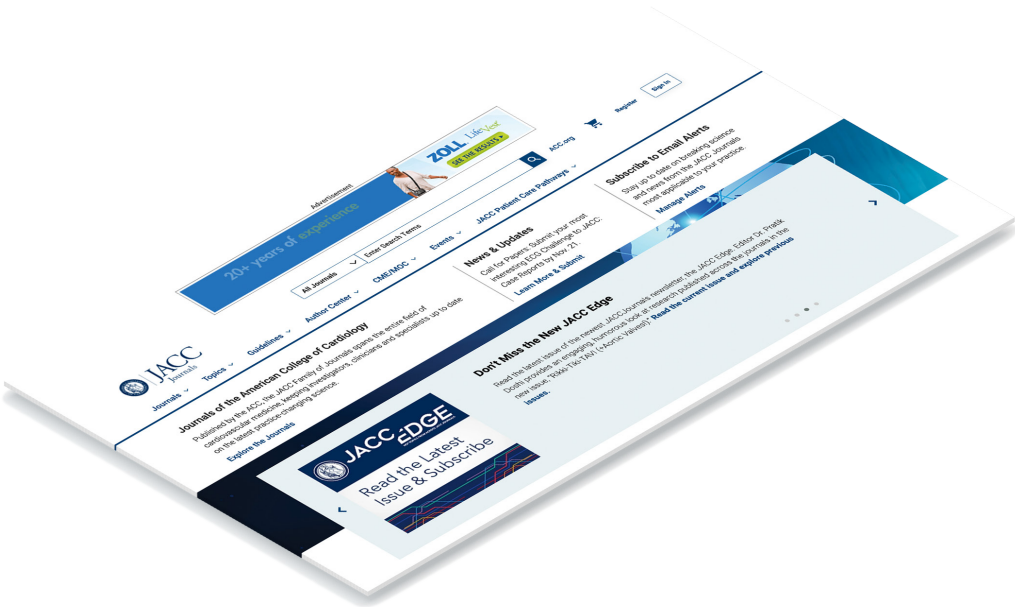 Advertisement
20+ years of experience
ZOLL LifeVest
SEE THE RESULTS
JACC
Journals
All Journals
Enter Search Terms
ACC.org
Register
Sign In
Journals
Topics
Guidelines
Author Center
CME/MOC
Events
JACC Patient Care Pathways
Journals of the American College of Cardiology
Published by the ACC, the JACC Family of Journals spans the entire field of
cardiovascular medicine, keeping investigators, clinicians and specialists up to date
on the latest practice-changing science.
Explore the Journals
News & Updates
Call for Papers: Submit your most
interesting ECG Challenge to JACC:
Case Reports by Nov. 21.
Learn More & Submit
Subscribe to Email Alerts
Stay up to date on breaking science
and news from the JACC Journals
most applicable to your practice.
Manage Alerts
JACC EDGE
Read the Latest
Issue & Subscribe
Don't Miss the New JACC Edge
Read the latest issue of the newest JACCJournals newsletter, the JACC Edge. Editor Dr. Pratik
Doshi provides an engaging, humorous look at research published across the journals in the
new issue, "Rikki-Tiki-TAVI (+Aortic Valves!)." Read the current issue and explore previous
issues.